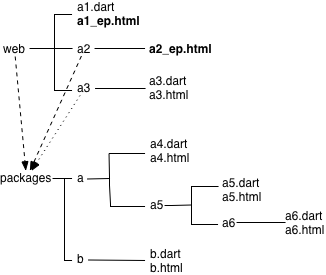 a1.dart
a1_ep.html
web
a2
a2_ep.html
a3.dart
a3
a3.html
a4.dart
a4.html
packages
a
a5.dart
a5
a5.html
a6.dart
a6
a6.html
b.dart
b
b.html